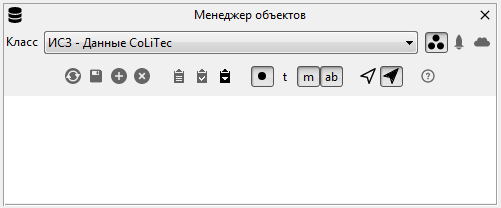 Менеджер объектов
Класс ИСЗ - Данные CoLiTec
t m ab ?